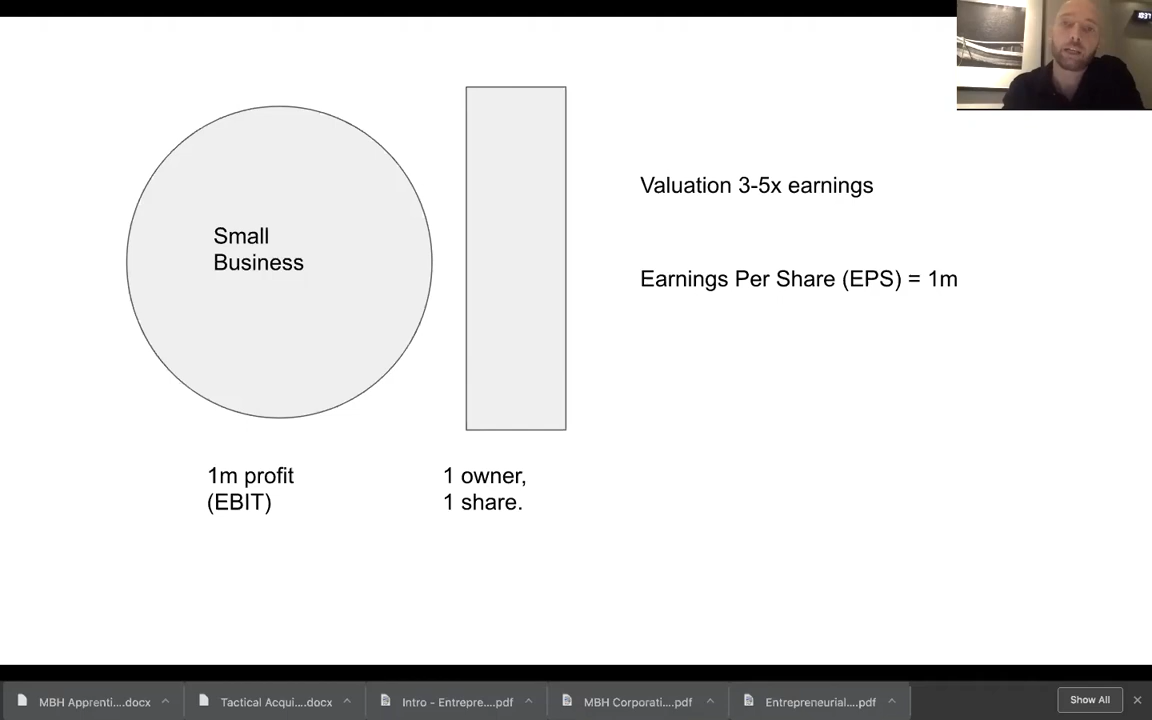 Small
Business
Valuation 3-5x earnings
Earnings Per Share (EPS) = 1m
1m profit
(EBIT)
1 owner,
1 share.
MBH Apprenti....docx
Tactical Acqui....docx
Intro - Entrepre....pdf
MBH Corporati....pdf
Entrepreneurial....pdf
Show All